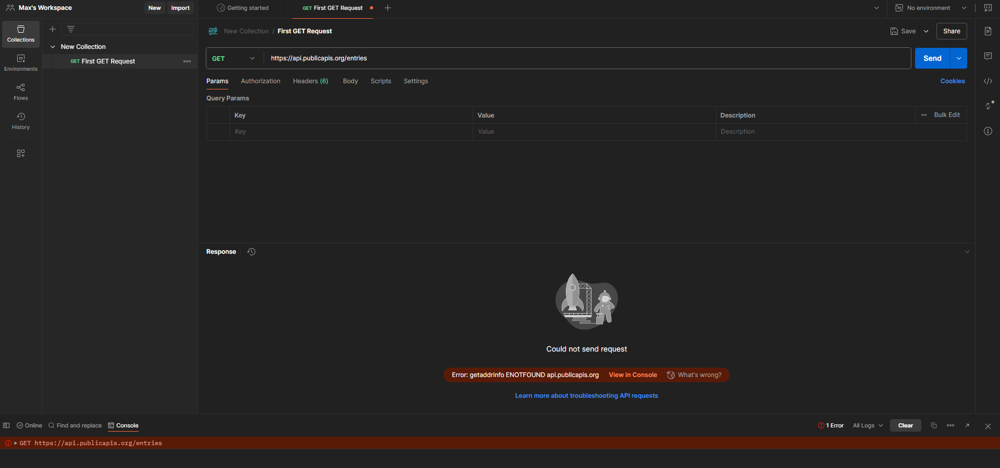 Max's Workspace
New
Import
Getting started
GET First GET Request
No environment
Collections
Environments
Flows
History
New Collection
GET First GET Request
HTTP
New Collection / First GET Request
Save
Share
GET
https://api.publicapis.org/entries
Send
Params
Authorization
Headers (6)
Body
Scripts
Settings
Cookies
Query Params
Key
Value
Description
Bulk Edit
Key
Value
Description
Response
Could not send request
Error: getaddrinfo ENOTFOUND api.publicapis.org
View in Console
What's wrong?
Learn more about troubleshooting API requests
Online
Find and replace
Console
1 Error
All Logs
Clear
GET https://api.publicapis.org/entries